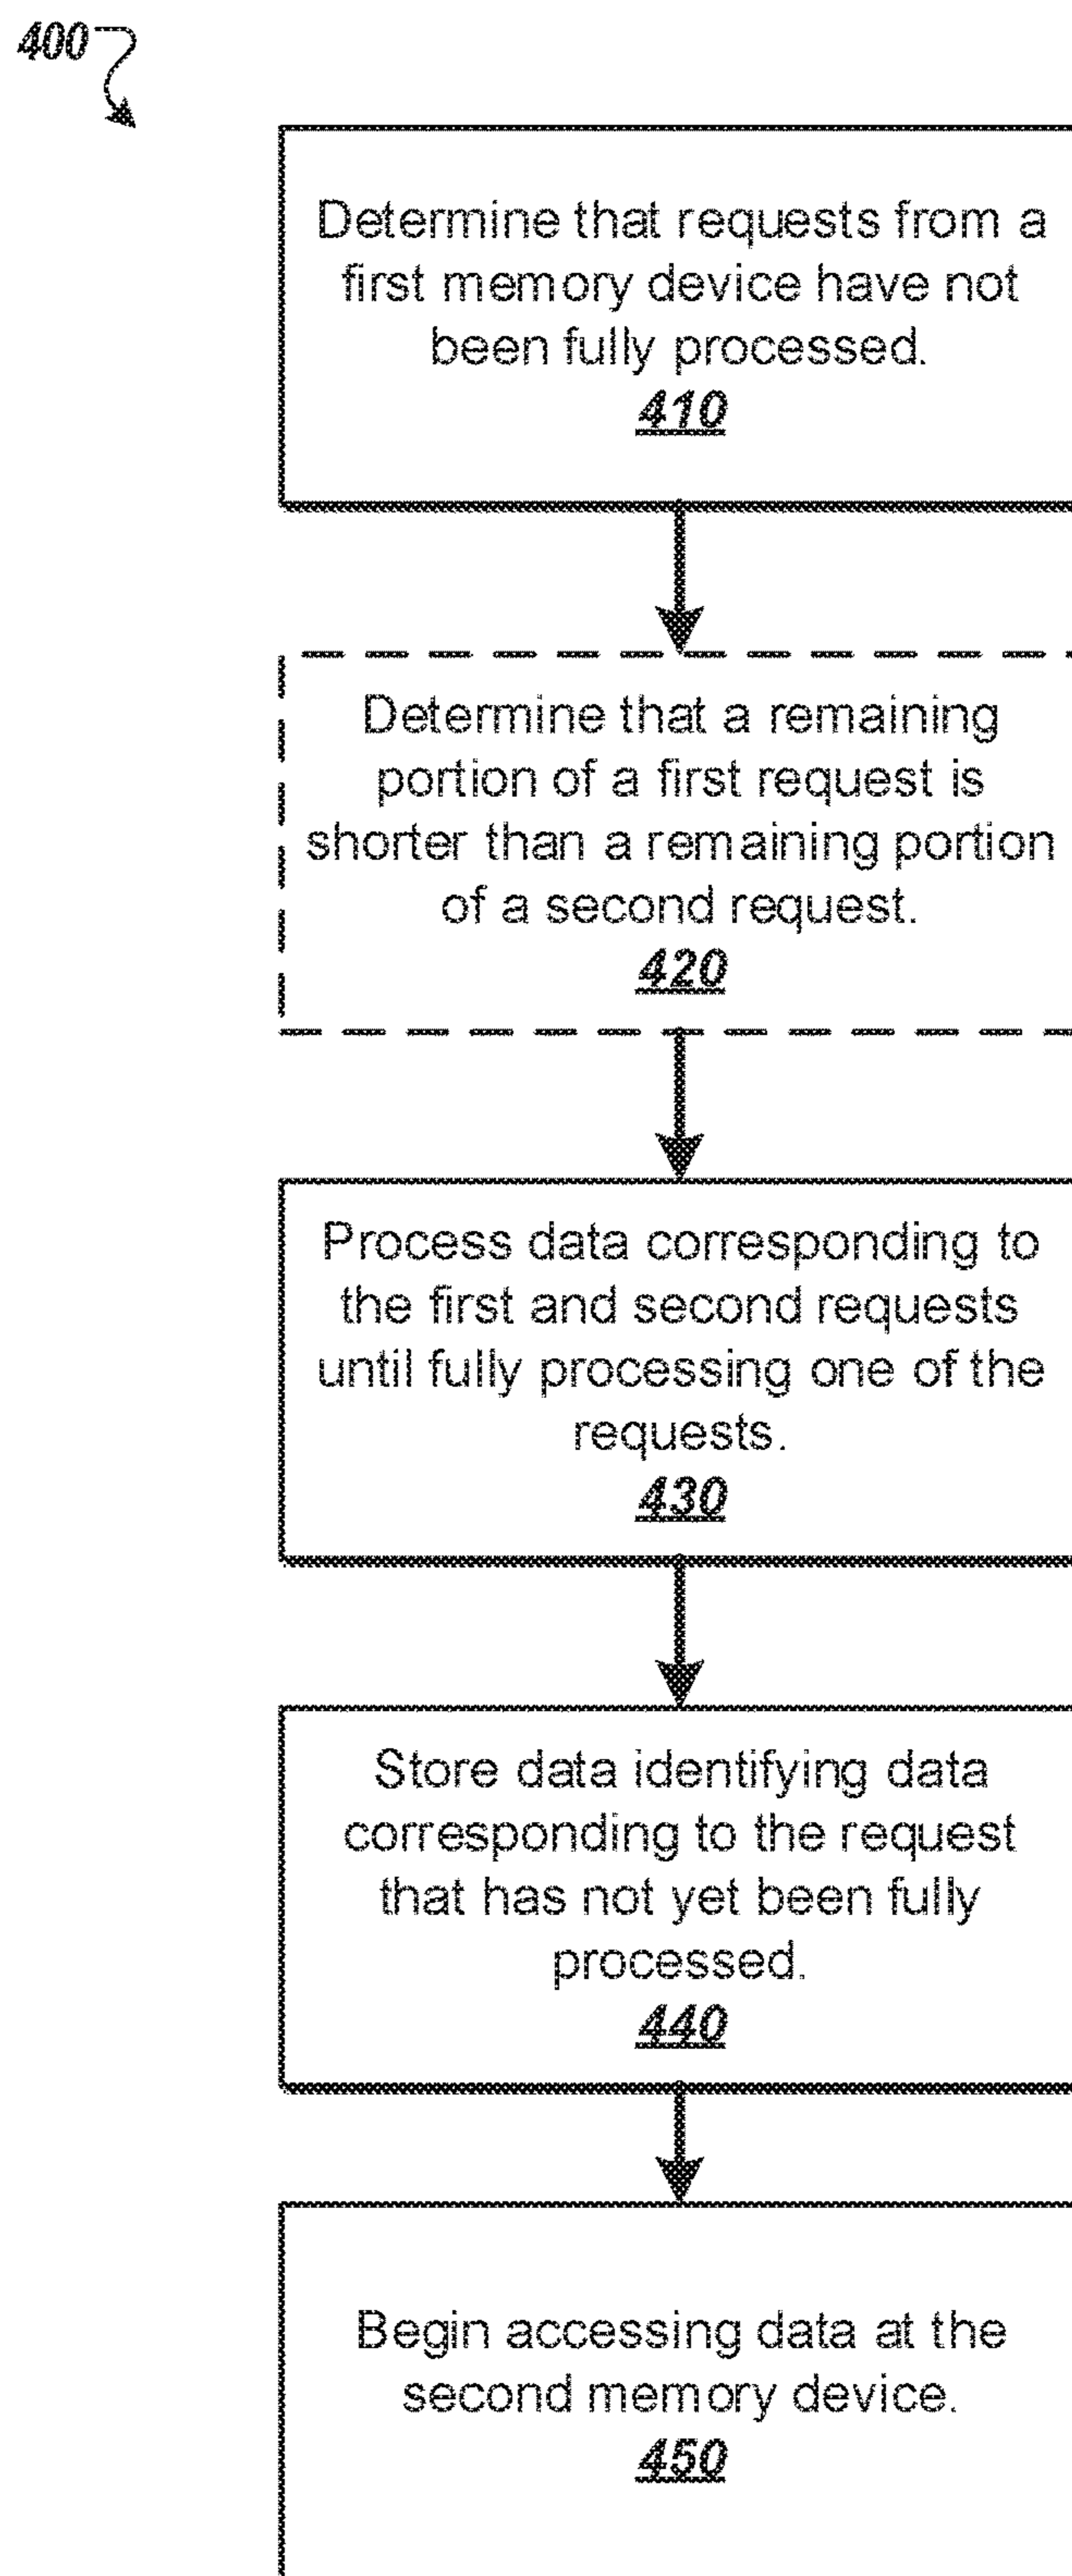 400
Determine that requests from a
first memory device have not
been fully processed.
410
Determine that a remaining
portion of a first request is
shorter than a remaining portion
of a second request.
420
Process data corresponding to
the first and second requests
until fully processing one of the
requests.
430
Store data identifying data
corresponding to the request
that has not yet been fully
processed.
440
Begin accessing data at the
second memory device.
450